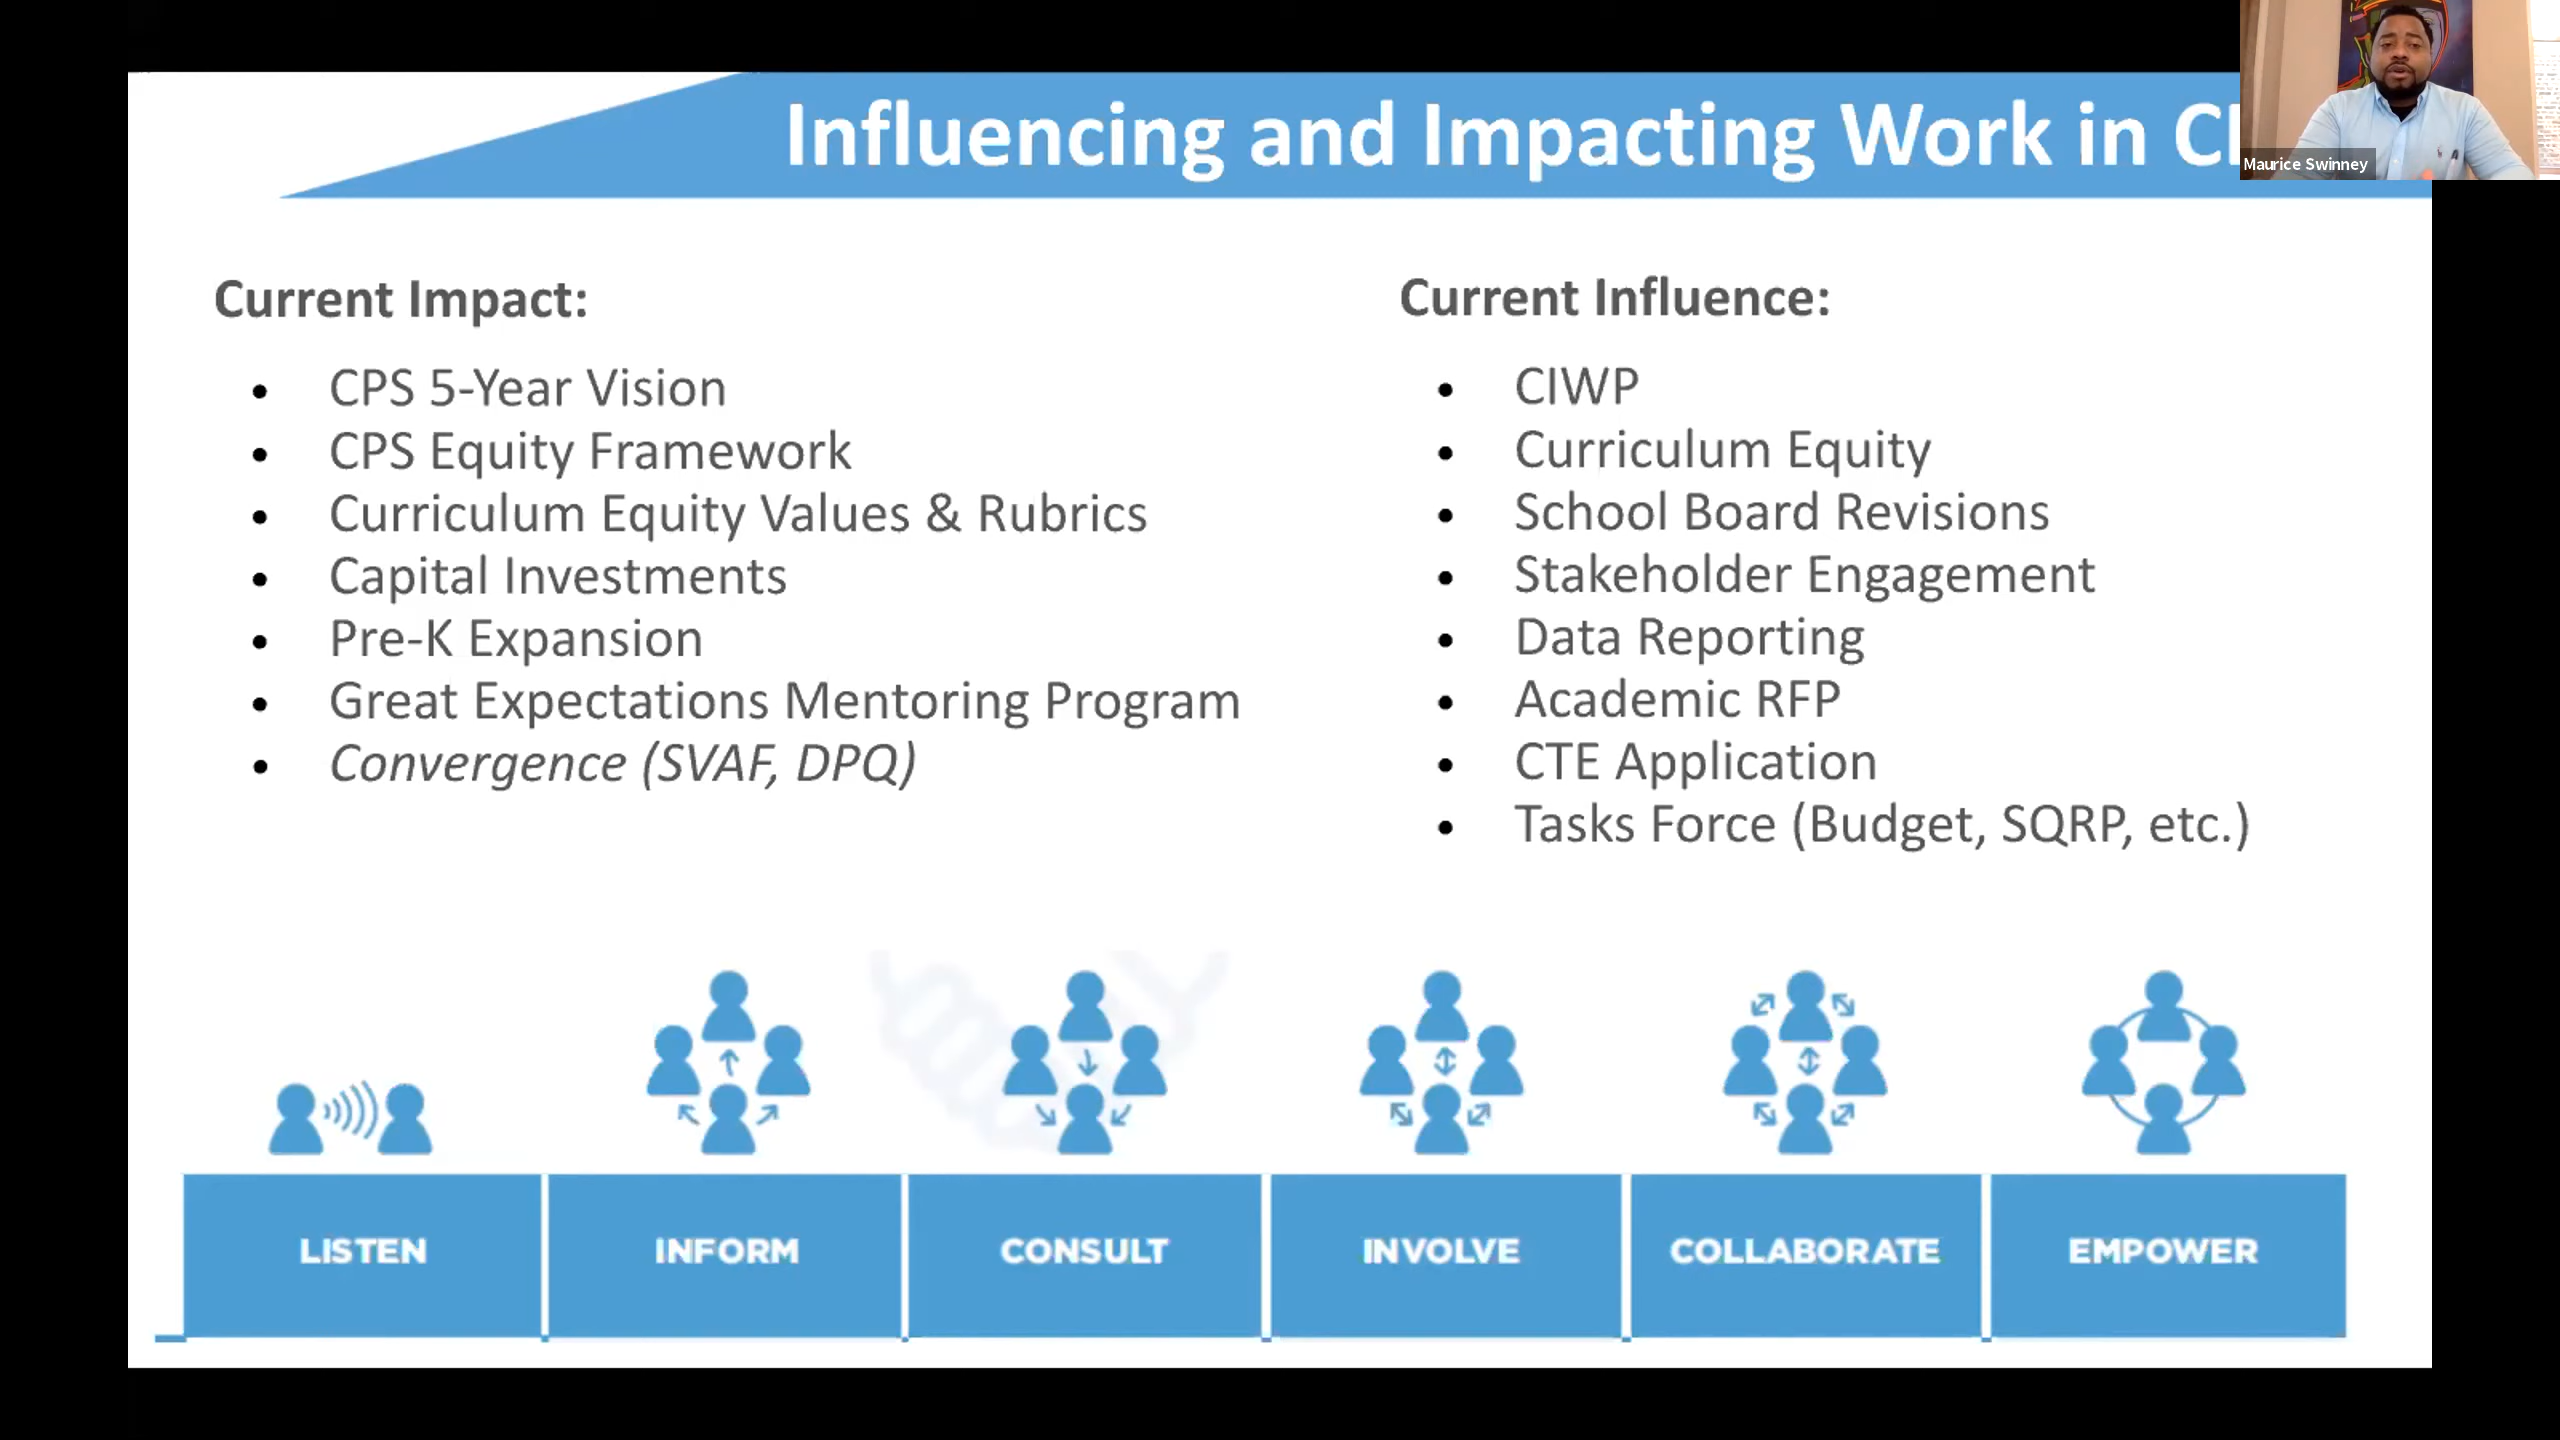 Influencing and Impacting Work in
Maurice Swinney
Current Impact:
• CPS 5-Year Vision
• CPS Equity Framework
• Curriculum Equity Values & Rubrics
• Capital Investments
• Pre-K Expansion
• Great Expectations Mentoring Program
• Convergence (SVAF, DPQ)
Current Influence:
• CIWP
• Curriculum Equity
• School Board Revisions
• Stakeholder Engagement
• Data Reporting
• Academic RFP
• CTE Application
• Tasks Force (Budget, SQRP, etc.)
LISTEN
INFORM
CONSULT
INVOLVE
COLLABORATE
EMPOWER